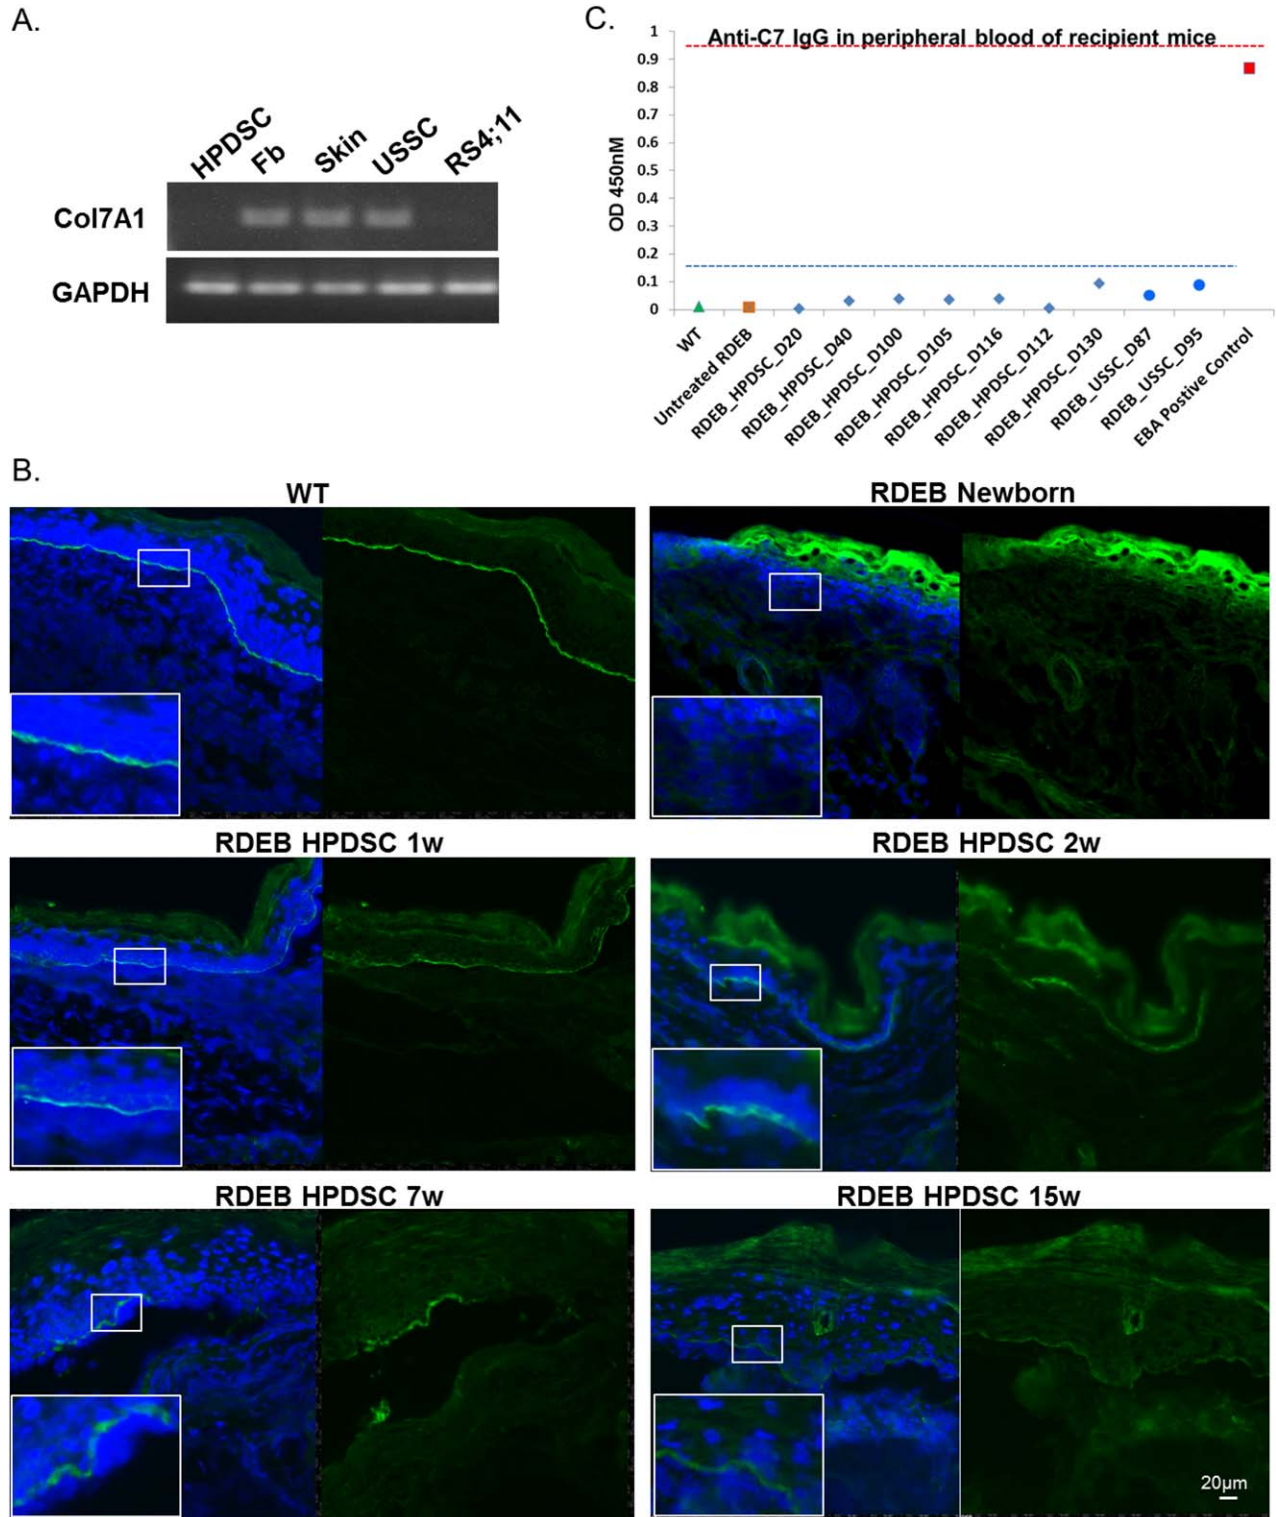 A.
HPDSC
Fb
Skin
USSC
RS4;11
Col7A1
GAPDH
C.
Anti-C7 IgG in peripheral blood of recipient mice
OD 450nM
1
0.9
0.8
0.7
0.6
0.5
0.4
0.3
0.2
0.1
0
WT
Untreated RDEB
RDEB_HPDSC_D20
RDEB_HPDSC_D40
RDEB_HPDSC_D100
RDEB_HPDSC_D105
RDEB_HPDSC_D116
RDEB_HPDSC_D112
RDEB_HPDSC_D130
RDEB_USSC_D87
RDEB_USSC_D95
EBA Postive Control
B.
WT
RDEB Newborn
RDEB HPDSC 1w
RDEB HPDSC 2w
RDEB HPDSC 7w
RDEB HPDSC 15w
20μm